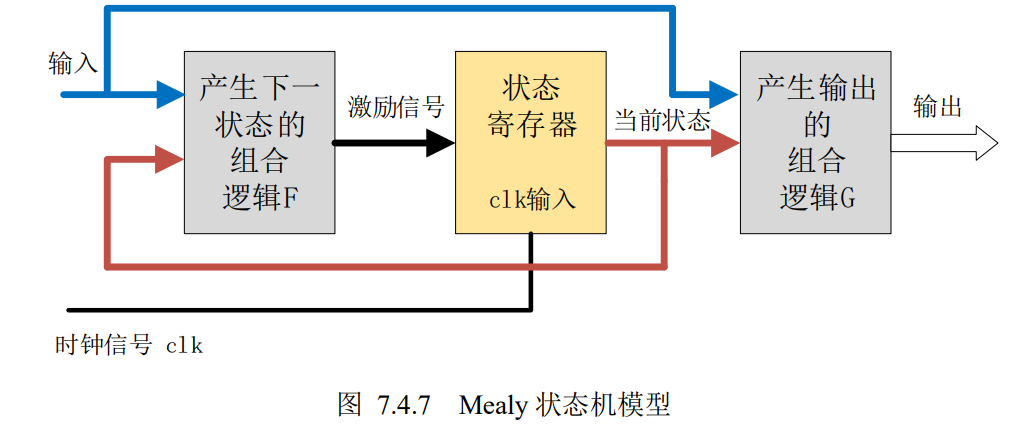 输入
产生下一
状态的
组合
逻辑F
激励信号
状态
寄存器
clk输入
当前状态
产生输出
的
组合
逻辑G
输出
时钟信号 clk
图 7.4.7 Mealy 状态机模型